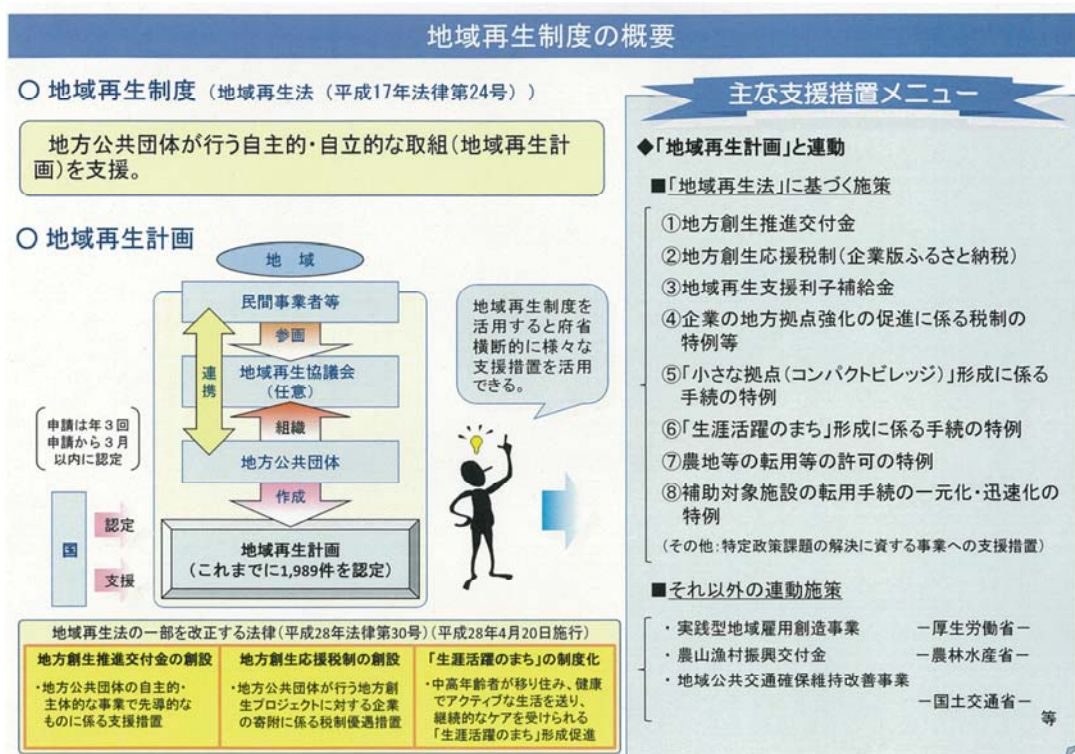 地域再生制度の概要
○ 地域再生制度 (地域再生法 (平成17年法律第24号) )
地方公共団体が行う自主的・自立的な取組(地域再生計
画)を支援。
○ 地域再生計画
地 域
民間事業者等
参画
地域再生協議会
(任意)
連携
組織
地方公共団体
作成
地域再生計画
(これまでに1,989件を認定)
申請は年3回
申請から3月
以内に認定
国
認定
支援
地域再生制度を
活用すると府省
横断的に様々な
支援措置を活用
できる。
地域再生法の一部を改正する法律(平成28年法律第30号)(平成28年4月20日施行)
地方創生推進交付金の創設
・地方公共団体の自主的・
主体的な事業で先導的な
ものに係る支援措置
地方創生応援税制の創設
・地方公共団体が行う地方創
生プロジェクトに対する企業
の寄附に係る税制優遇措置
「生涯活躍のまち」の制度化
・中高年齢者が移り住み、健康
でアクティブな生活を送り、
継続的なケアを受けられる
「生涯活躍のまち」形成促進
主な支援措置メニュー
◆「地域再生計画」と連動
■「地域再生法」に基づく施策
①地方創生推進交付金
②地方創生応援税制(企業版ふるさと納税)
③地域再生支援利子補給金
④企業の地方拠点強化の促進に係る税制の
特例等
⑤「小さな拠点(コンパクトビレッジ)」形成に係る
手続の特例
⑥「生涯活躍のまち」形成に係る手続の特例
⑦農地等の転用等の許可の特例
⑧補助対象施設の転用手続の一元化・迅速化の
特例
(その他:特定政策課題の解決に資する事業への支援措置)
■それ以外の連動施策
・ 実践型地域雇用創造事業 －厚生労働省－
・ 農山漁村振興交付金 －農林水産省－
・ 地域公共交通確保維持改善事業
－国土交通省－
等